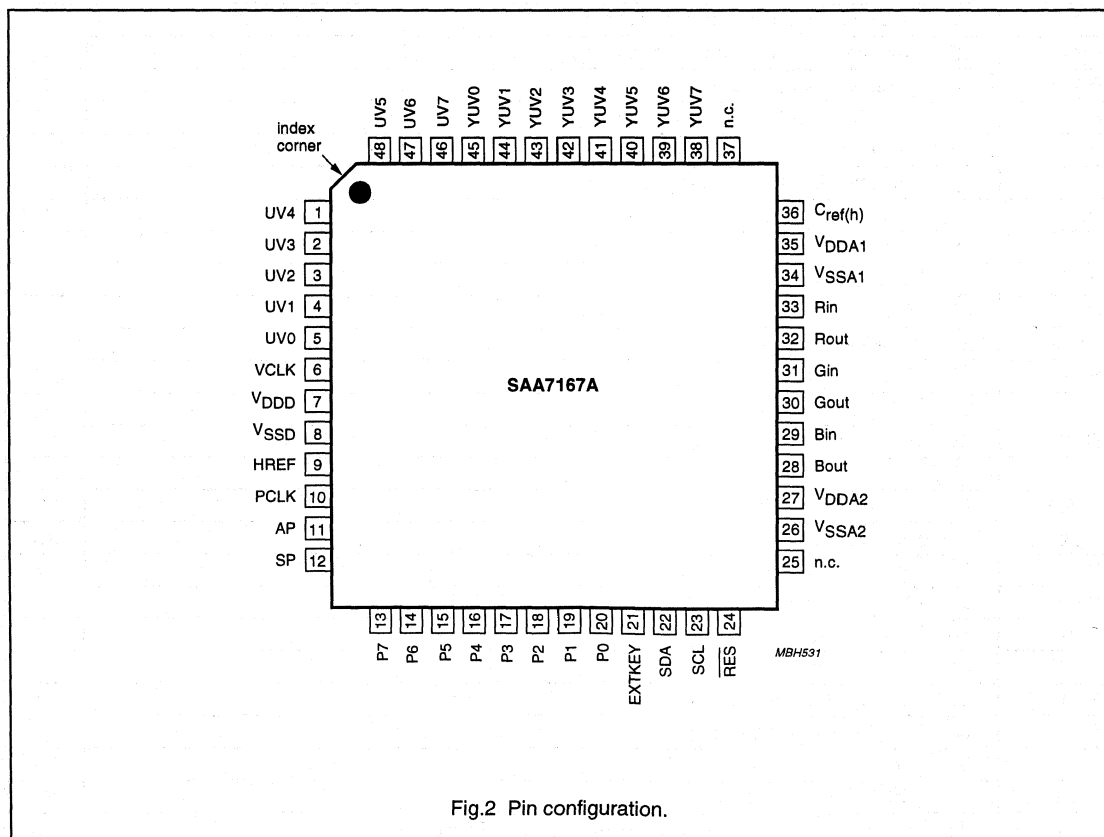 UV5 UV6 UV7 YUV0 YUV1 YUV2 YUV3 YUV4 YUV5 YUV6 YUV7 n.c.
48 47 46 45 44 43 42 41 40 39 38 37
index
corner
UV4 1
UV3 2
UV2 3
UV1 4
UV0 5
VCLK 6
VDDD 7
VSSD 8
HREF 9
PCLK 10
AP 11
SP 12
SAA7167A
36 Cref(h)
35 VDDA1
34 VSSA1
33 Rin
32 Rout
31 Gin
30 Gout
29 Bin
28 Bout
27 VDDA2
26 VSSA2
25 n.c.
13 14 15 16 17 18 19 20 21 22 23 24
P7 P6 P5 P4 P3 P2 P1 P0 EXTKEY SDA SCL RES
MBH531
Fig.2 Pin configuration.